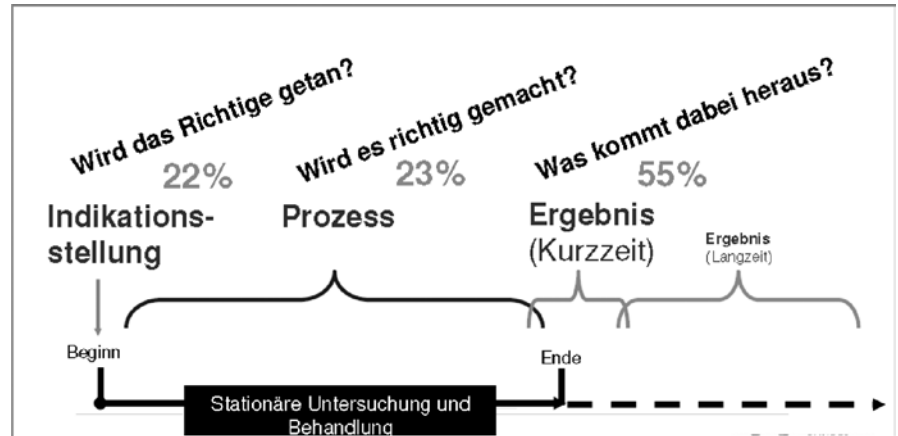 Wird das Richtige getan?
Wird es richtig gemacht?
Was kommt dabei heraus?
22%
23%
55%
Indikations-
stellung
Prozess
Ergebnis
(Kurzzeit)
Ergebnis
(Langzeit)
Beginn
Ende
Stationäre Untersuchung und
Behandlung